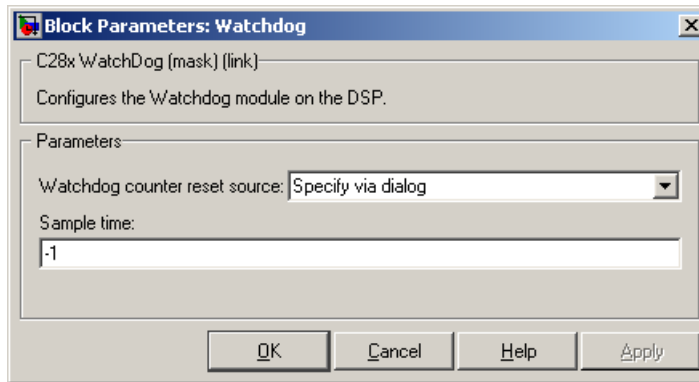 Block Parameters: Watchdog
C28x WatchDog (mask) (link)
Configures the Watchdog module on the DSP.
Parameters
Watchdog counter reset source: Specify via dialog
Sample time:
-1
OK Cancel Help Apply